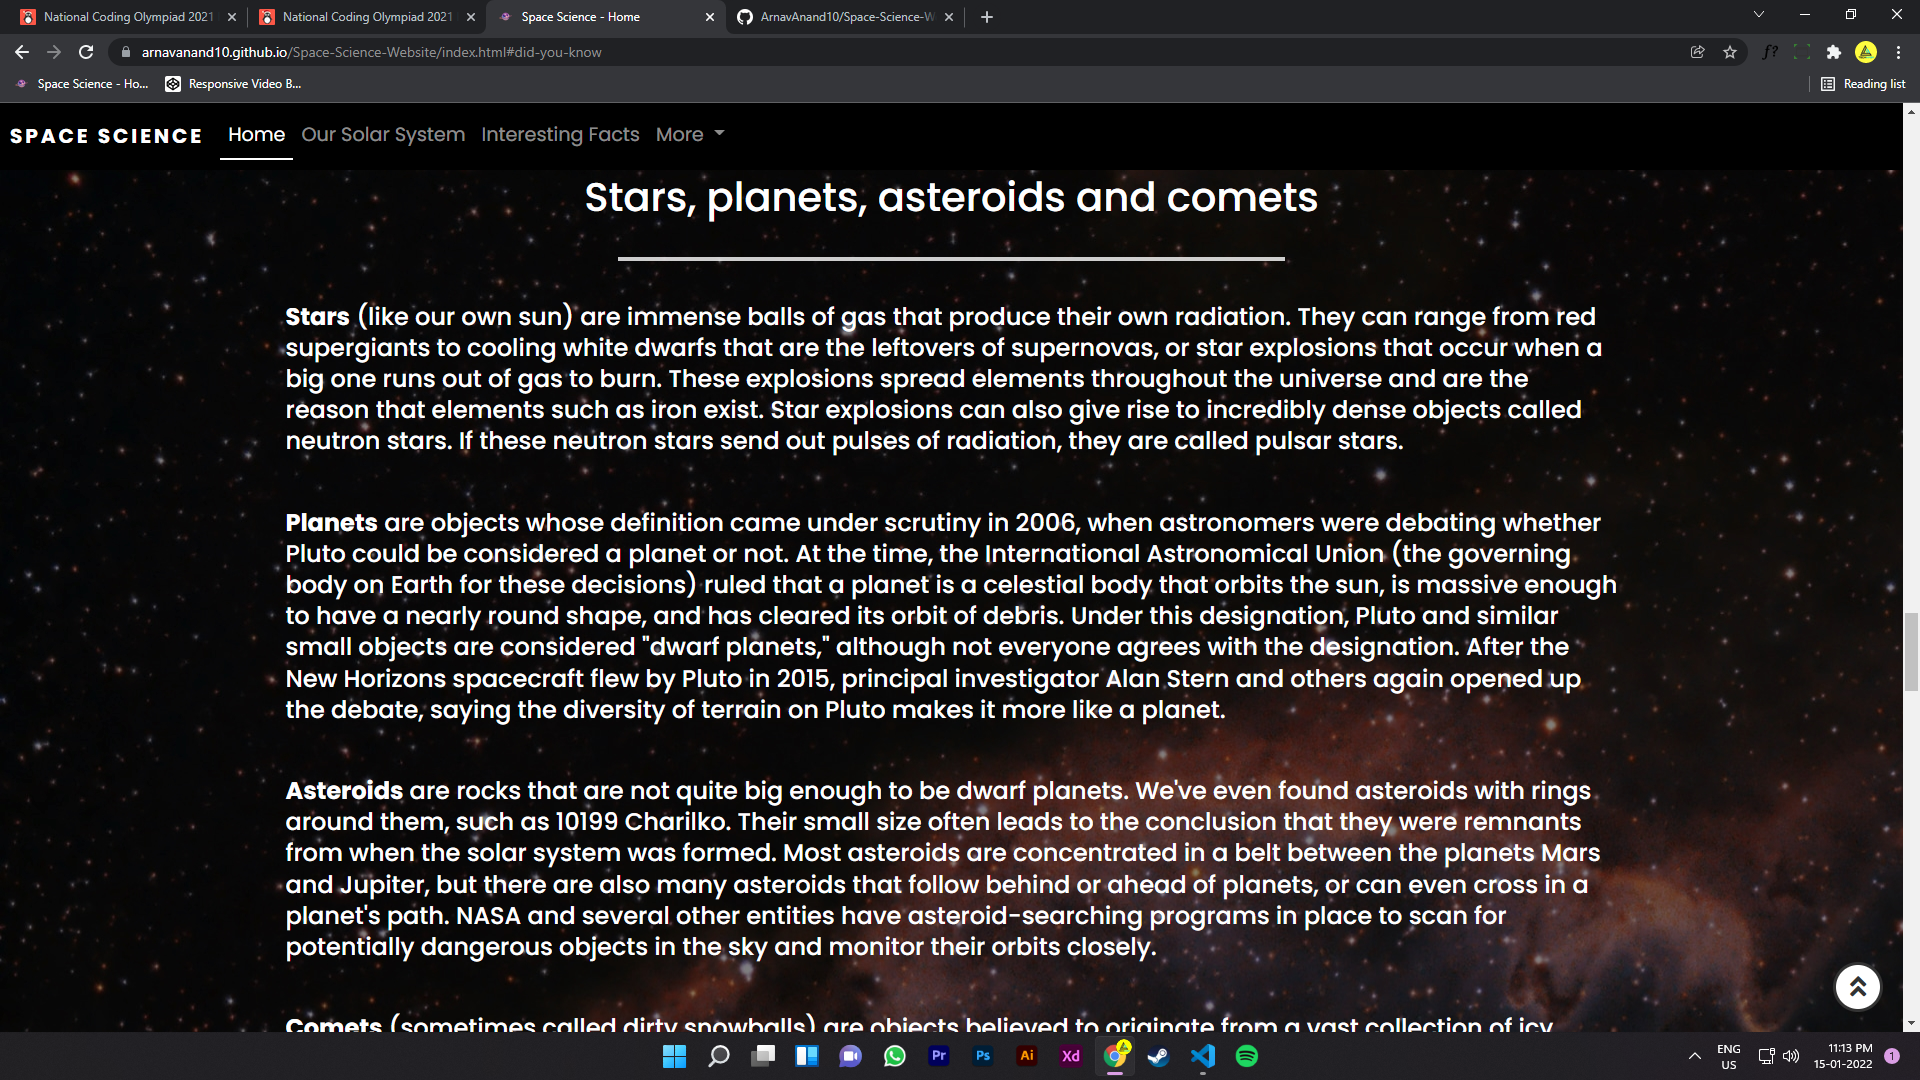 National Coding Olympiad 2021
National Coding Olympiad 2021
Space Science - Home
ArnavAnand10/Space-Science-W
arnavanand10.github.io/Space-Science-Website/index.html#did-you-know
f?
Space Science - Ho...
Responsive Video B...
Reading list
SPACE SCIENCE
Home
Our Solar System
Interesting Facts
More
Stars, planets, asteroids and comets
Stars (like our own sun) are immense balls of gas that produce their own radiation. They can range from red
supergiants to cooling white dwarfs that are the leftovers of supernovas, or star explosions that occur when a
big one runs out of gas to burn. These explosions spread elements throughout the universe and are the
reason that elements such as iron exist. Star explosions can also give rise to incredibly dense objects called
neutron stars. If these neutron stars send out pulses of radiation, they are called pulsar stars.
Planets are objects whose definition came under scrutiny in 2006, when astronomers were debating whether
Pluto could be considered a planet or not. At the time, the International Astronomical Union (the governing
body on Earth for these decisions) ruled that a planet is a celestial body that orbits the sun, is massive enough
to have a nearly round shape, and has cleared its orbit of debris. Under this designation, Pluto and similar
small objects are considered "dwarf planets," although not everyone agrees with the designation. After the
New Horizons spacecraft flew by Pluto in 2015, principal investigator Alan Stern and others again opened up
the debate, saying the diversity of terrain on Pluto makes it more like a planet.
Asteroids are rocks that are not quite big enough to be dwarf planets. We've even found asteroids with rings
around them, such as 10199 Charilko. Their small size often leads to the conclusion that they were remnants
from when the solar system was formed. Most asteroids are concentrated in a belt between the planets Mars
and Jupiter, but there are also many asteroids that follow behind or ahead of planets, or can even cross in a
planet's path. NASA and several other entities have asteroid-searching programs in place to scan for
potentially dangerous objects in the sky and monitor their orbits closely.
Comets (sometimes called dirty snowballs) are objects believed to originate from a vast collection of icy
Pr
Ps
Ai
Xd
ENG
US
11:13 PM
15-01-2022
1